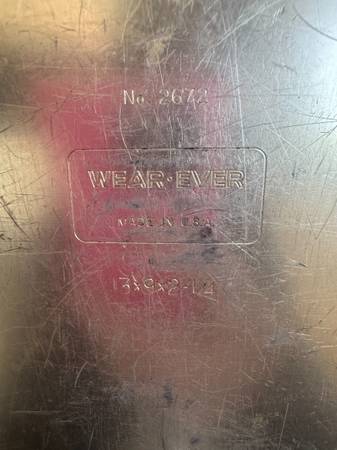 No. 2672
WEAR·EVER
MADE IN U.S.A.
13x9x2-1/4